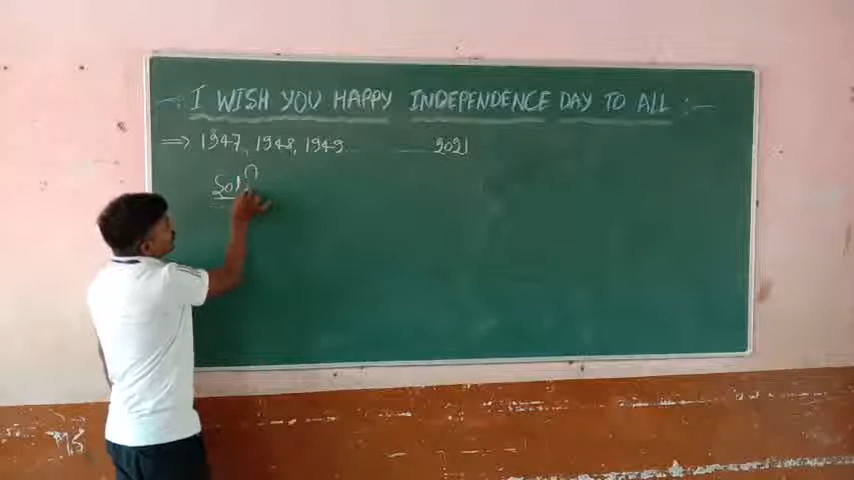 I WISH YOU HAPPY INDEPENDENCE DAY TO ALL :—
⇒ 1947, 1948, 1949 ........ 2021
Sol